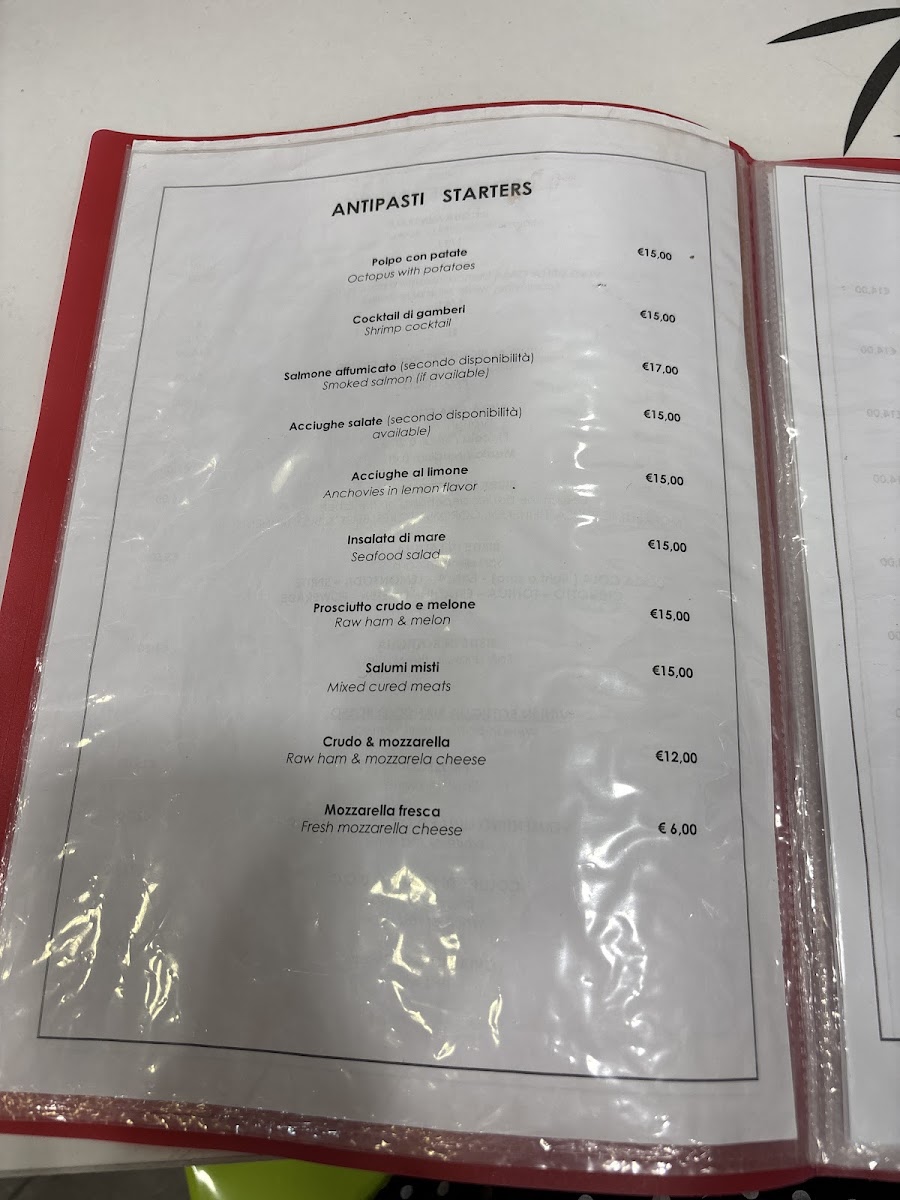 ANTIPASTI STARTERS
Polpo con patate €15,00
Octopus with potatoes
Cocktail di gamberi €15,00
Shrimp cocktail
Salmone affumicato (secondo disponibilità) €17,00
Smoked salmon (if available)
Acciughe salate (secondo disponibilità) €15,00
available)
Acciughe al limone €15,00
Anchovies in lemon flavor
Insalata di mare €15,00
Seafood salad
Prosciutto crudo e melone €15,00
Raw ham & melon
Salumi misti €15,00
Mixed cured meats
Crudo & mozzarella €12,00
Raw ham & mozzarela cheese
Mozzarella fresca € 6,00
Fresh mozzarella cheese